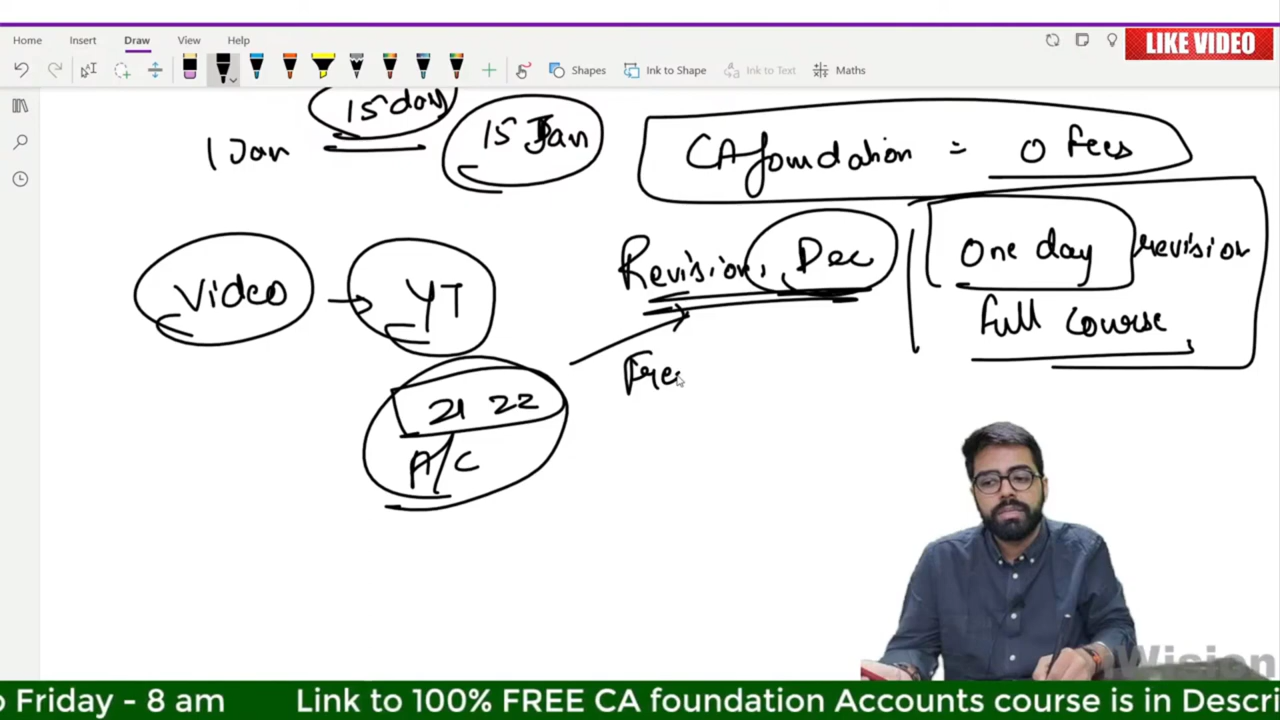 Home Insert Draw View Help
LIKE VIDEO
Shapes Ink to Shape Ink to Text Maths
15 day
1 Jan
15 Jan
CA foundation = 0 fees
Video → YT
Revision, Dec
One day revision
full course
21 22
A/C
Fre
Wision
o Friday - 8 am Link to 100% FREE CA foundation Accounts course is in Descri